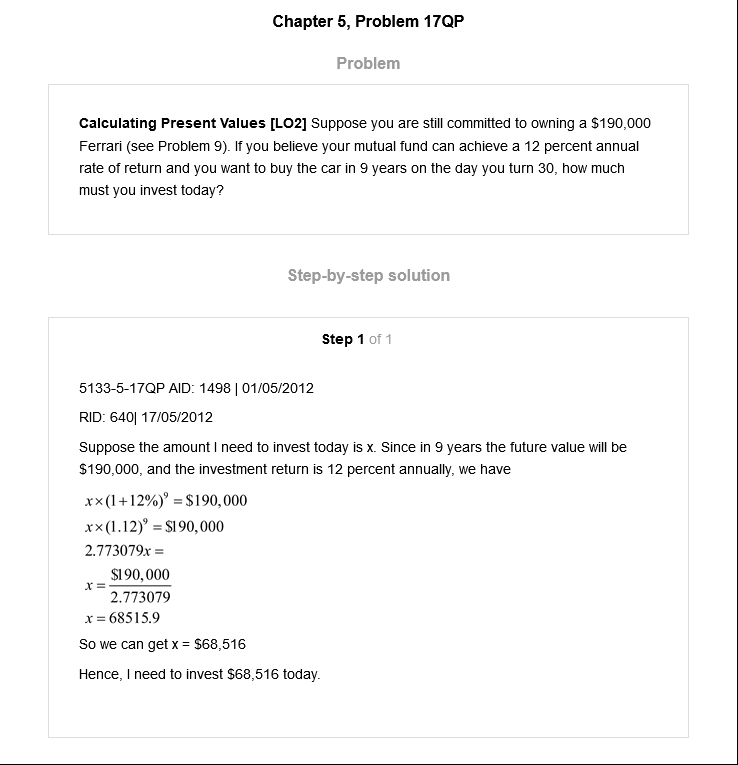 Chapter 5, Problem 17QP
Problem
Calculating Present Values [LO2] Suppose you are still committed to owning a $190,000
Ferrari (see Problem 9). If you believe your mutual fund can achieve a 12 percent annual
rate of return and you want to buy the car in 9 years on the day you turn 30, how much
must you invest today?
Step-by-step solution
Step 1 of 1
5133-5-17QP AID: 1498 | 01/05/2012
RID: 640| 17/05/2012
Suppose the amount I need to invest today is x. Since in 9 years the future value will be
$190,000, and the investment return is 12 percent annually, we have
x×(1+12%)⁹ = $190,000
x×(1.12)⁹ = $190,000
2.773079x =
x = $190,000 / 2.773079
x = 68515.9
So we can get x = $68,516
Hence, I need to invest $68,516 today.